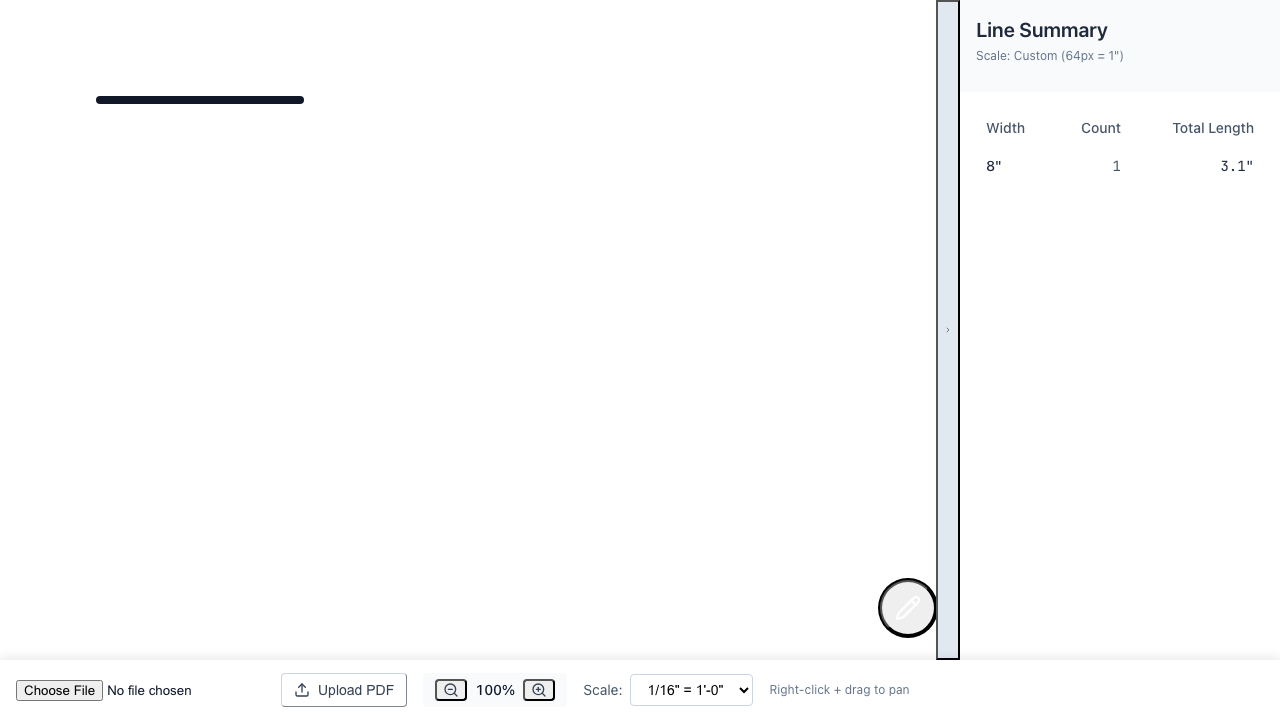 Line Summary
Scale: Custom (64px = 1")
Width Count Total Length
8" 1 3.1"
›
Choose File No file chosen Upload PDF 100% Scale: 1/16" = 1'-0" Right-click + drag to pan